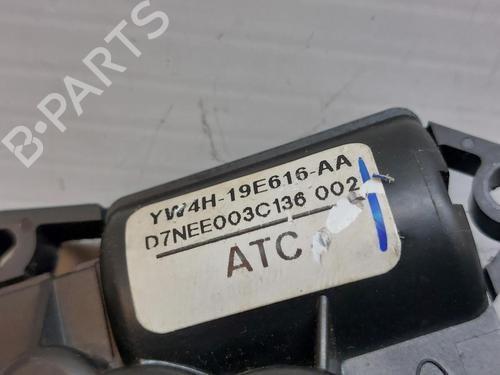 B-PARTS
YW4H-19E616-AA
D7NEE003C136 002
ATC